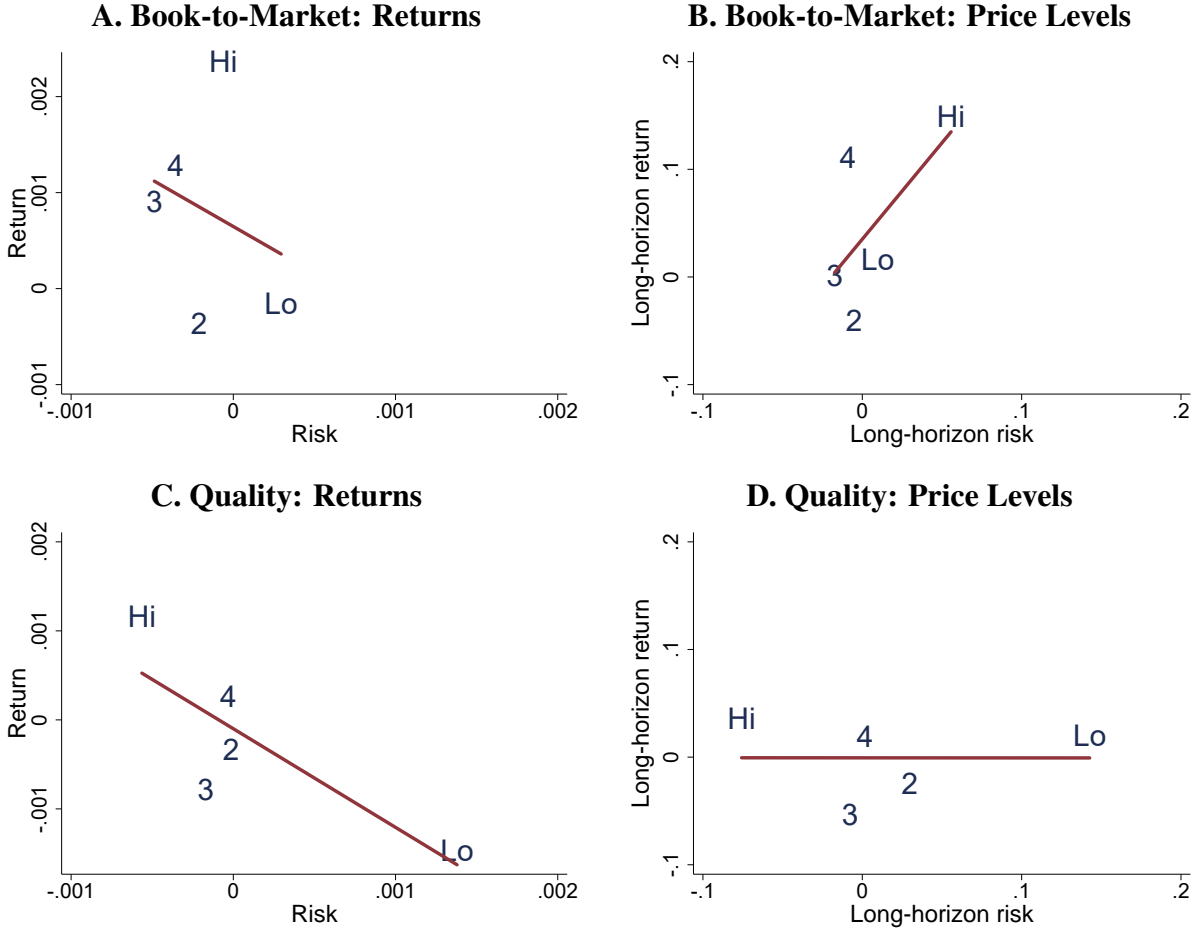 A. Book-to-Market: Returns
Return
.002
.001
0
-.001
Hi
4
3
Lo
2
-.001 0 .001 .002
Risk
B. Book-to-Market: Price Levels
Long-horizon return
.2
.1
0
-.1
Hi
4
Lo
3
2
-.1 0 .1 .2
Long-horizon risk
C. Quality: Returns
Return
.002
.001
0
-.001
Hi
4
2
3
Lo
-.001 0 .001 .002
Risk
D. Quality: Price Levels
Long-horizon return
.2
.1
0
-.1
Hi
4
Lo
2
3
-.1 0 .1 .2
Long-horizon risk